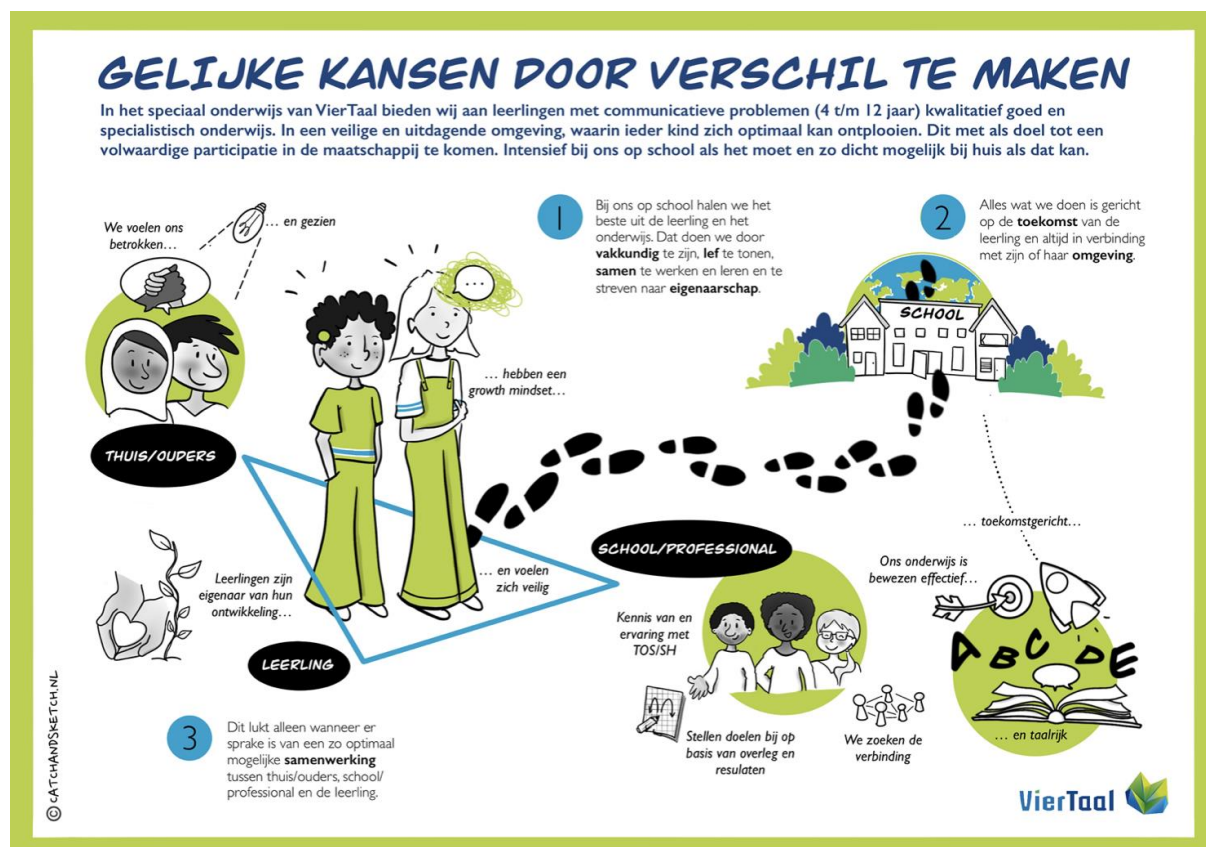 GELIJKE KANSEN DOOR VERSCHIL TE MAKEN
In het speciaal onderwijs van VierTaal bieden wij aan leerlingen met communicatieve problemen (4 t/m 12 jaar) kwalitatief goed en
specialistisch onderwijs. In een veilige en uitdagende omgeving, waarin ieder kind zich optimaal kan ontplooien. Dit met als doel tot een
volwaardige participatie in de maatschappij te komen. Intensief bij ons op school als het moet en zo dicht mogelijk bij huis als dat kan.
We voelen ons
betrokken…
… en gezien
...
… hebben een
growth mindset…
1
Bij ons op school halen we het
beste uit de leerling en het
onderwijs. Dat doen we door
vakkundig te zijn, lef te tonen,
samen te werken en leren en te
streven naar eigenaarschap.
2
Alles wat we doen is gericht
op de toekomst van de
leerling en altijd in verbinding
met zijn of haar omgeving.
SCHOOL
THUIS/OUDERS
Leerlingen zijn
eigenaar van hun
ontwikkeling…
… en voelen
zich veilig
LEERLING
SCHOOL/PROFESSIONAL
Kennis van en
ervaring met
TOS/SH
Stellen doelen bij op
basis van overleg en
resulaten
We zoeken de
verbinding
… toekomstgericht…
Ons onderwijs is
bewezen effectief…
A B C D E
… en taalrijk
3
Dit lukt alleen wanneer er
sprake is van een zo optimaal
mogelijke samenwerking
tussen thuis/ouders, school/
professional en de leerling.
© CATCHANDSKETCH.NL
VierTaal